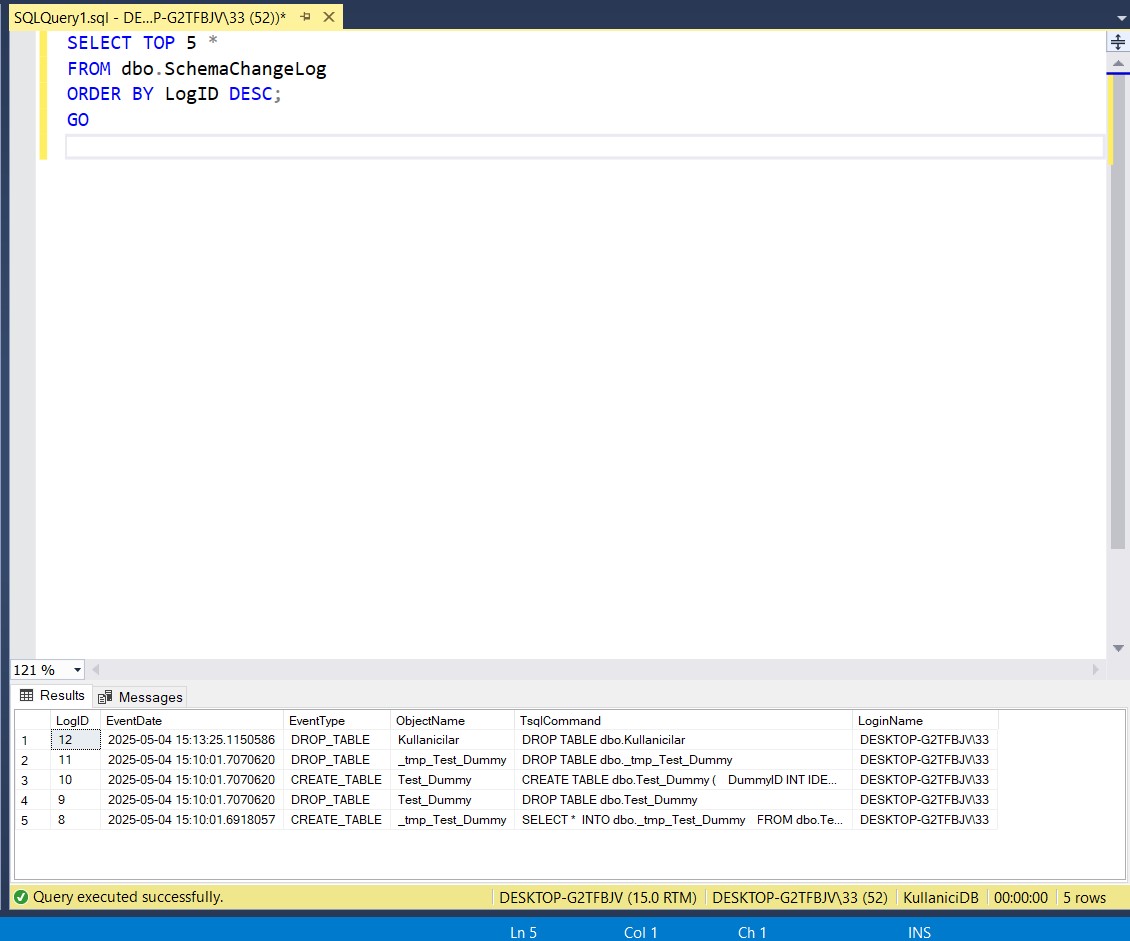 SQLQuery1.sql - DE...P-G2TFBJV\33 (52))*
SELECT TOP 5 *
FROM dbo.SchemaChangeLog
ORDER BY LogID DESC;
GO
121 %
Results Messages
LogID EventDate EventType ObjectName TsqlCommand LoginName
1 12 2025-05-04 15:13:25.1150586 DROP_TABLE Kullanicilar DROP TABLE dbo.Kullanicilar DESKTOP-G2TFBJV\33
2 11 2025-05-04 15:10:01.7070620 DROP_TABLE _tmp_Test_Dummy DROP TABLE dbo._tmp_Test_Dummy DESKTOP-G2TFBJV\33
3 10 2025-05-04 15:10:01.7070620 CREATE_TABLE Test_Dummy CREATE TABLE dbo.Test_Dummy ( DummyID INT IDE... DESKTOP-G2TFBJV\33
4 9 2025-05-04 15:10:01.7070620 DROP_TABLE Test_Dummy DROP TABLE dbo.Test_Dummy DESKTOP-G2TFBJV\33
5 8 2025-05-04 15:10:01.6918057 CREATE_TABLE _tmp_Test_Dummy SELECT * INTO dbo._tmp_Test_Dummy FROM dbo.Te... DESKTOP-G2TFBJV\33
Query executed successfully. DESKTOP-G2TFBJV (15.0 RTM) DESKTOP-G2TFBJV\33 (52) KullaniciDB 00:00:00 5 rows
Ln 5 Col 1 Ch 1 INS